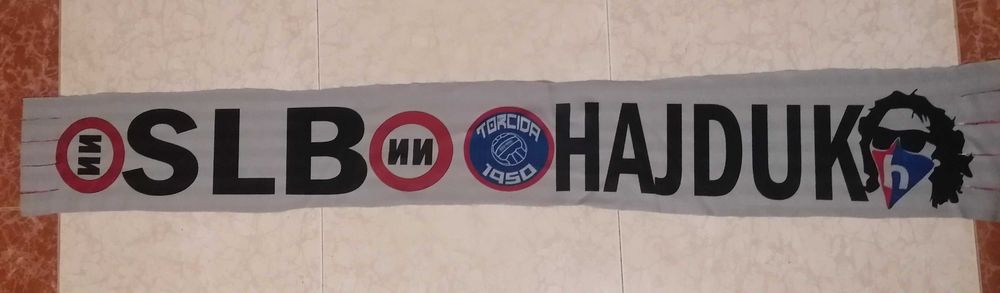 ИИ SLB ИИ TORCIDA 1950 HAJDUK h